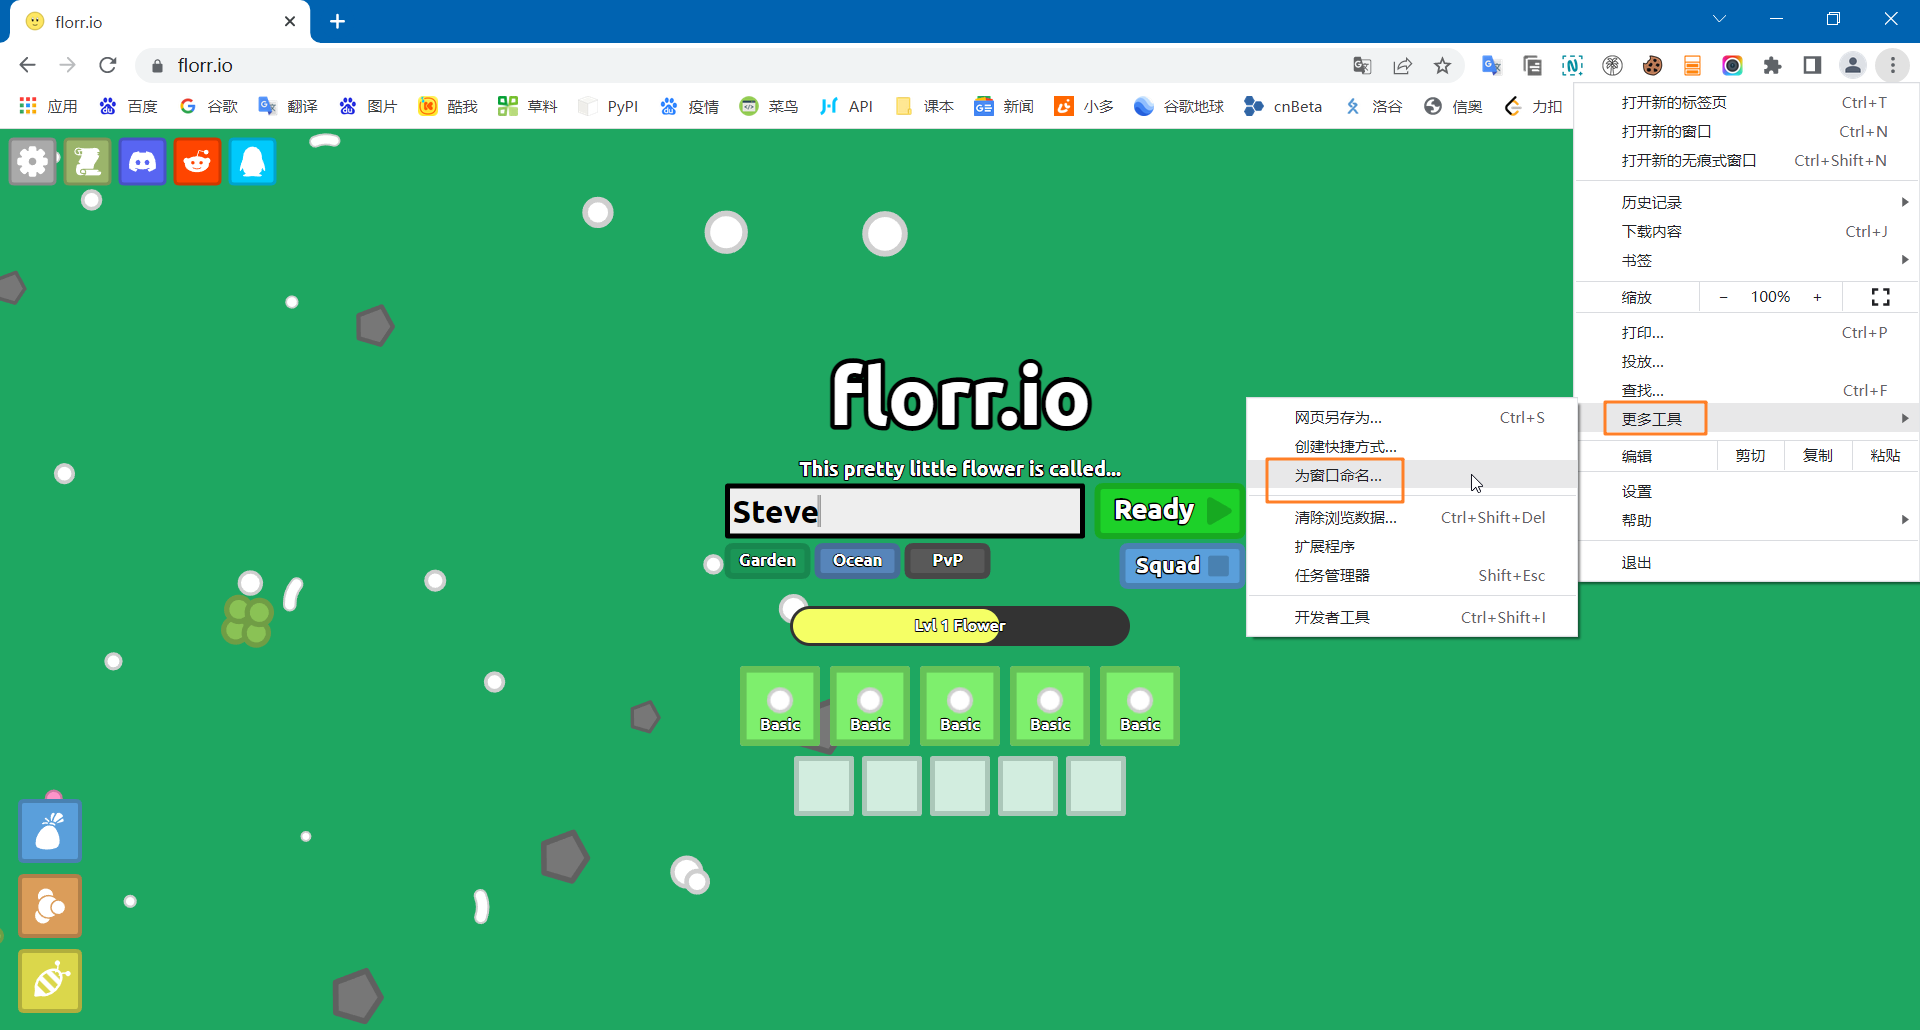 florr.io
florr.io
应用 百度 谷歌 翻译 图片 酷我 草料 PyPI 疫情 菜鸟 API 课本 新闻 小多 谷歌地球 cnBeta 洛谷 信奥 力扣
打开新的标签页 Ctrl+T
打开新的窗口 Ctrl+N
打开新的无痕式窗口 Ctrl+Shift+N
历史记录
下载内容 Ctrl+J
书签
缩放 − 100% +
打印... Ctrl+P
投放...
查找... Ctrl+F
更多工具
编辑 剪切 复制 粘贴
设置
帮助
退出
网页另存为... Ctrl+S
创建快捷方式...
为窗口命名...
清除浏览数据... Ctrl+Shift+Del
扩展程序
任务管理器 Shift+Esc
开发者工具 Ctrl+Shift+I
florr.io
This pretty little flower is called...
Steve Ready
Garden Ocean PvP Squad
Lvl 1 Flower
Basic Basic Basic Basic Basic